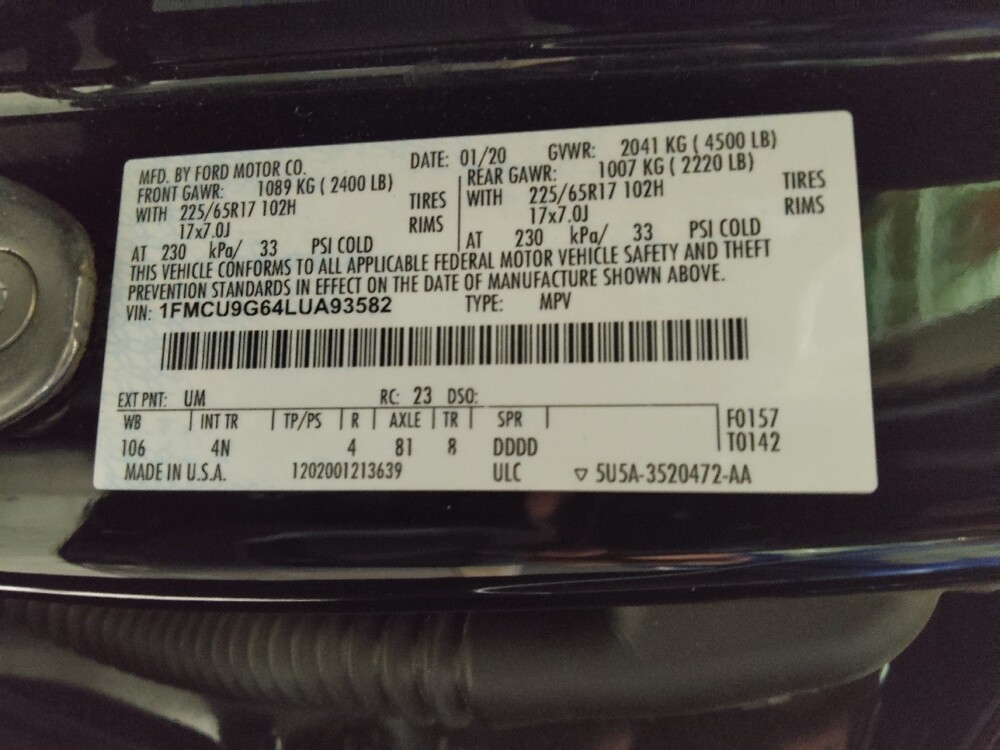 MFD. BY FORD MOTOR CO. DATE: 01/20 GVWR: 2041 KG ( 4500 LB)
FRONT GAWR: 1089 KG ( 2400 LB) REAR GAWR: 1007 KG ( 2220 LB)
WITH 225/65R17 102H TIRES WITH 225/65R17 102H TIRES
17x7.0J RIMS 17x7.0J RIMS
AT 230 kPa/ 33 PSI COLD AT 230 kPa/ 33 PSI COLD
THIS VEHICLE CONFORMS TO ALL APPLICABLE FEDERAL MOTOR VEHICLE SAFETY AND THEFT
PREVENTION STANDARDS IN EFFECT ON THE DATE OF MANUFACTURE SHOWN ABOVE.
VIN: 1FMCU9G64LUA93582 TYPE: MPV
EXT PNT: UM RC: 23 DSO:
WB INT TR TP/PS R AXLE TR SPR F0157
106 4N 4 81 8 DDDD T0142
MADE IN U.S.A. 1202001213639 ULC ▽ 5U5A-3520472-AA